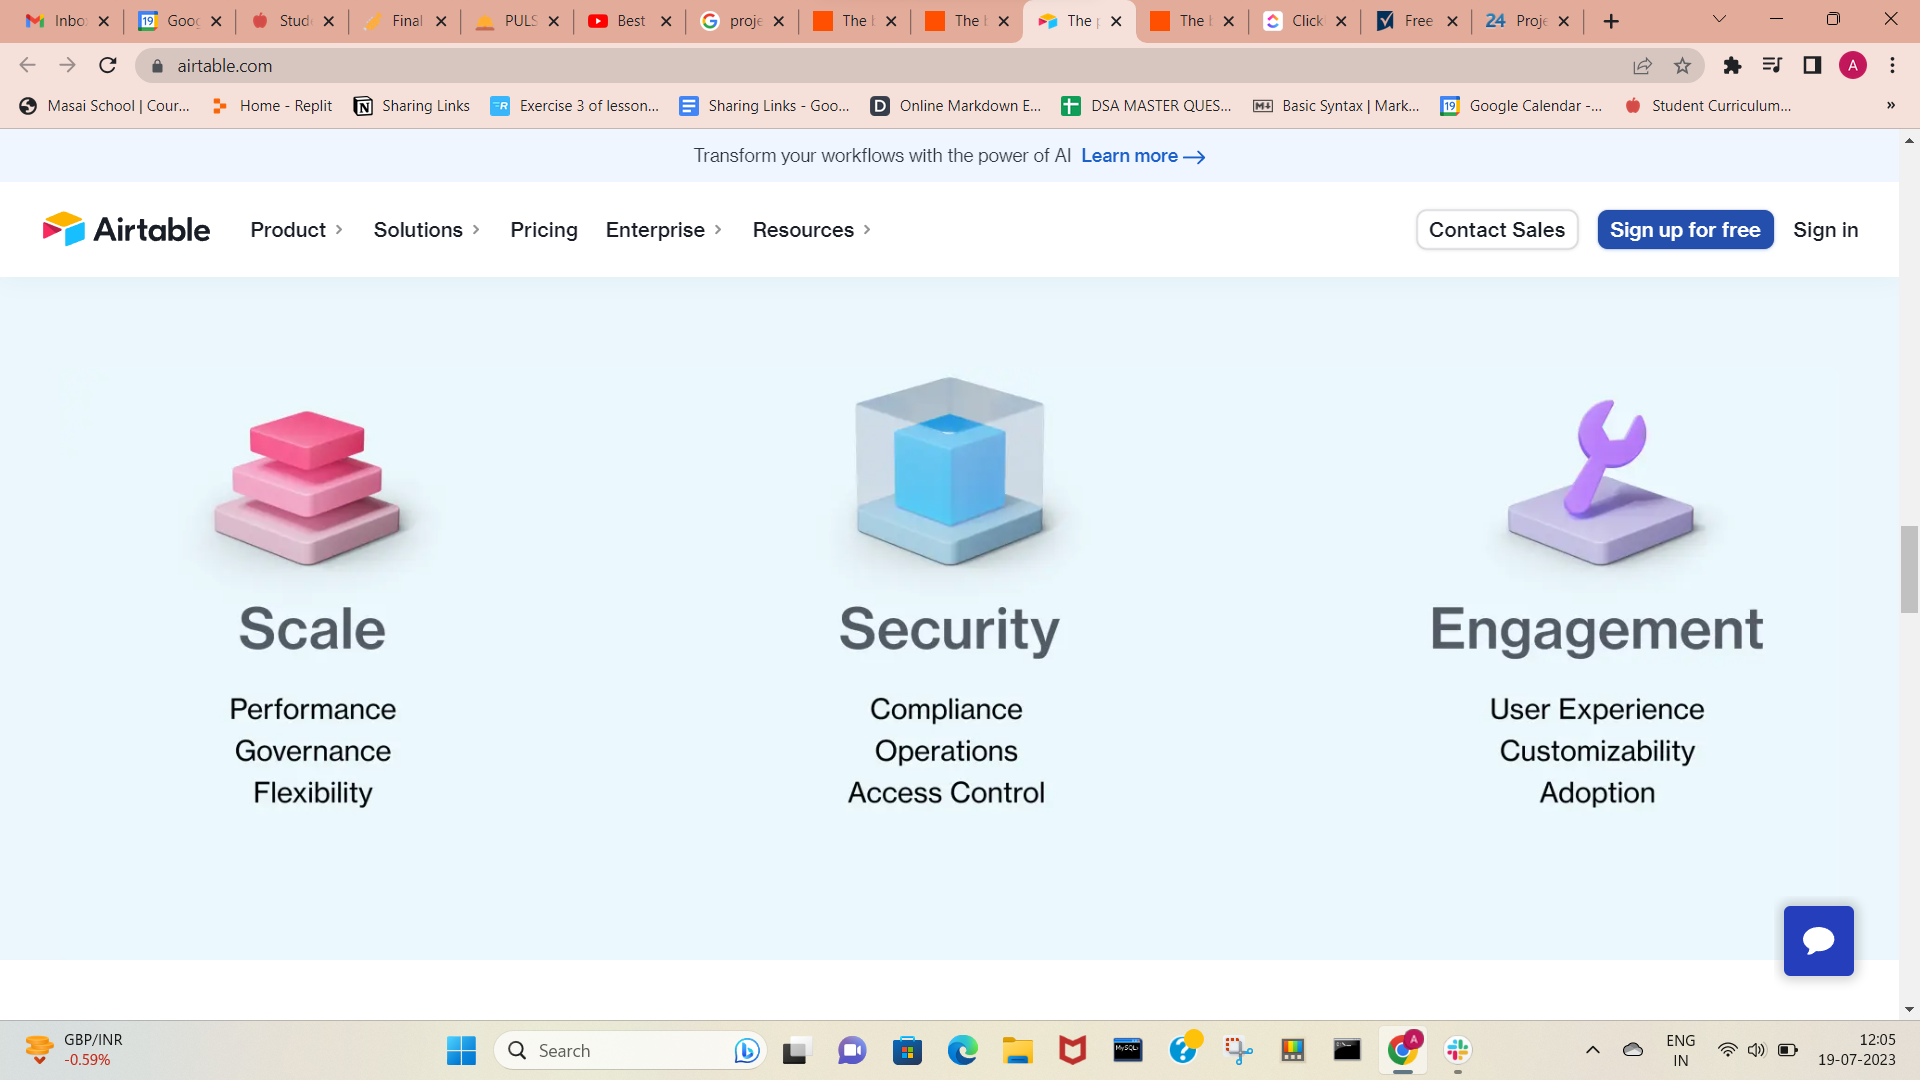 Inbo
Goog
Stud
Final
PULS
Best
proje
The b
The b
The p
The b
Click
Free
24 Proje
airtable.com
A
Masai School | Cour...
Home - Replit
Sharing Links
Exercise 3 of lesson...
Sharing Links - Goo...
Online Markdown E...
DSA MASTER QUES...
Basic Syntax | Mark...
19 Google Calendar -...
Student Curriculum...
»
Transform your workflows with the power of AI Learn more →
Airtable
Product
Solutions
Pricing
Enterprise
Resources
Contact Sales
Sign up for free
Sign in
Scale
Performance
Governance
Flexibility
Security
Compliance
Operations
Access Control
Engagement
User Experience
Customizability
Adoption
GBP/INR
-0.59%
Search
MySQL
A
ENG
IN
12:05
19-07-2023